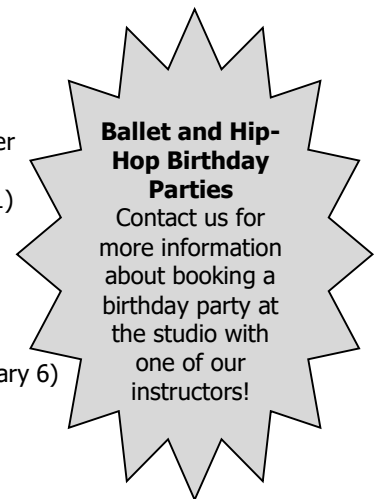 er
.)
ary 6)
Ballet and Hip-
Hop Birthday
Parties
Contact us for
more information
about booking a
birthday party at
the studio with
one of our
instructors!